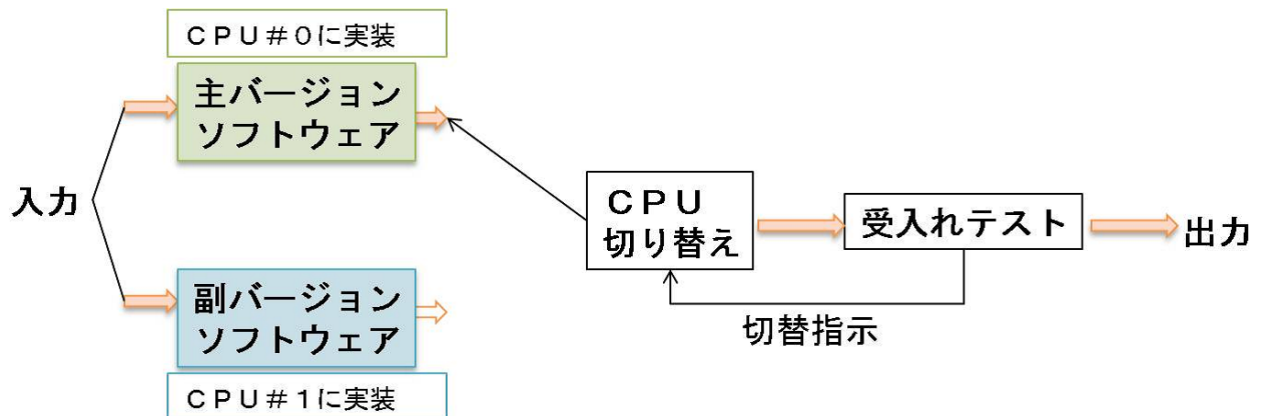 ＣＰＵ＃０に実装
主バージョン
ソフトウェア
入力
ＣＰＵ
切り替え
受入れテスト
出力
切替指示
副バージョン
ソフトウェア
ＣＰＵ＃１に実装